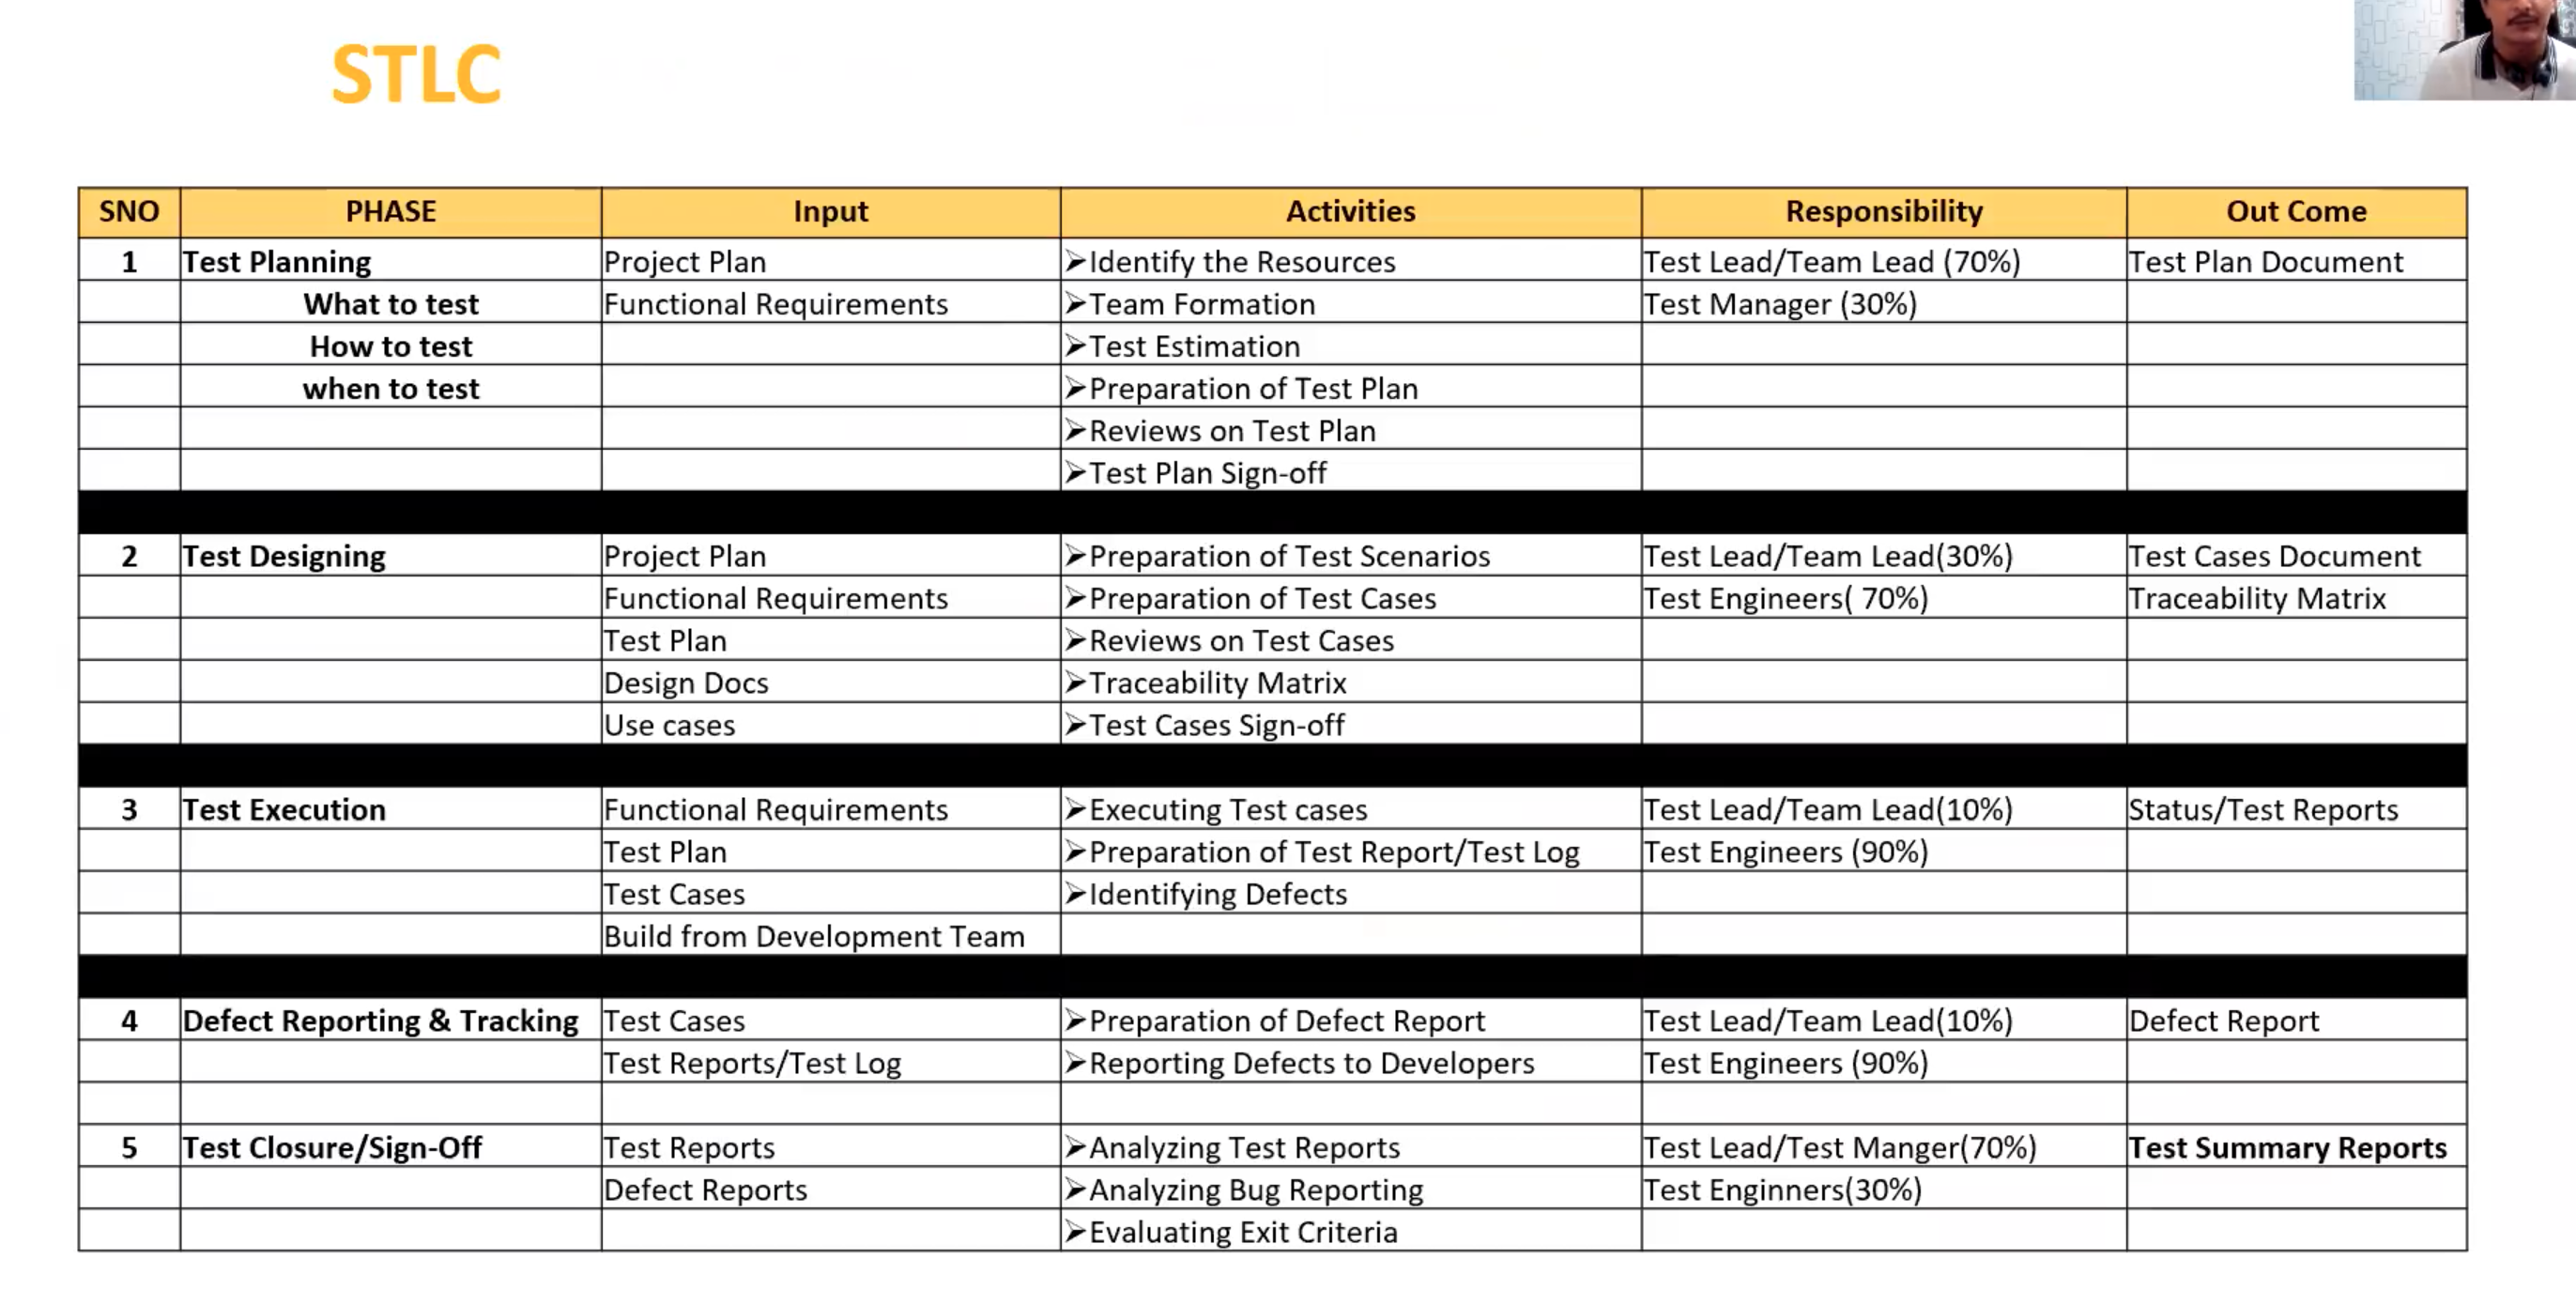 STLC
SNO PHASE Input Activities Responsibility Out Come
1 Test Planning Project Plan ➢Identify the Resources Test Lead/Team Lead (70%) Test Plan Document
What to test Functional Requirements ➢Team Formation Test Manager (30%)
How to test ➢Test Estimation
when to test ➢Preparation of Test Plan
➢Reviews on Test Plan
➢Test Plan Sign-off
2 Test Designing Project Plan ➢Preparation of Test Scenarios Test Lead/Team Lead(30%) Test Cases Document
Functional Requirements ➢Preparation of Test Cases Test Engineers( 70%) Traceability Matrix
Test Plan ➢Reviews on Test Cases
Design Docs ➢Traceability Matrix
Use cases ➢Test Cases Sign-off
3 Test Execution Functional Requirements ➢Executing Test cases Test Lead/Team Lead(10%) Status/Test Reports
Test Plan ➢Preparation of Test Report/Test Log Test Engineers (90%)
Test Cases ➢Identifying Defects
Build from Development Team
4 Defect Reporting & Tracking Test Cases ➢Preparation of Defect Report Test Lead/Team Lead(10%) Defect Report
Test Reports/Test Log ➢Reporting Defects to Developers Test Engineers (90%)
5 Test Closure/Sign-Off Test Reports ➢Analyzing Test Reports Test Lead/Test Manger(70%) Test Summary Reports
Defect Reports ➢Analyzing Bug Reporting Test Enginners(30%)
➢Evaluating Exit Criteria